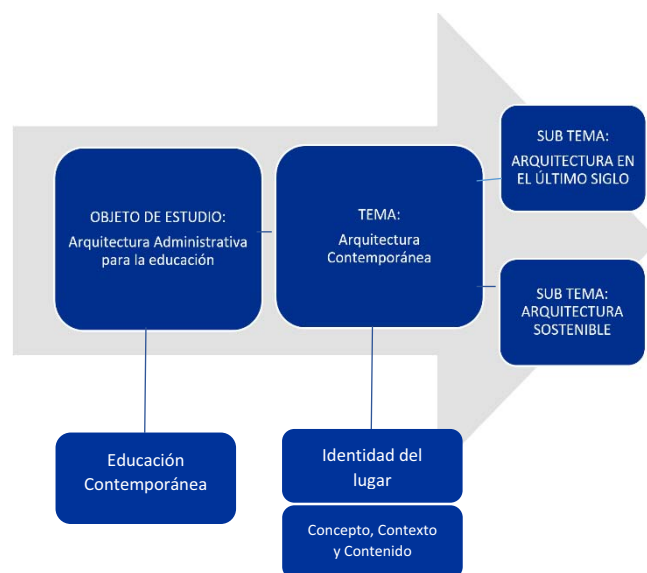 OBJETO DE ESTUDIO:
Arquitectura Administrativa
para la educación
TEMA:
Arquitectura
Contemporánea
SUB TEMA:
ARQUITECTURA EN
EL ÚLTIMO SIGLO
SUB TEMA:
ARQUITECTURA
SOSTENIBLE
Educación
Contemporánea
Identidad del
lugar
Concepto, Contexto
y Contenido